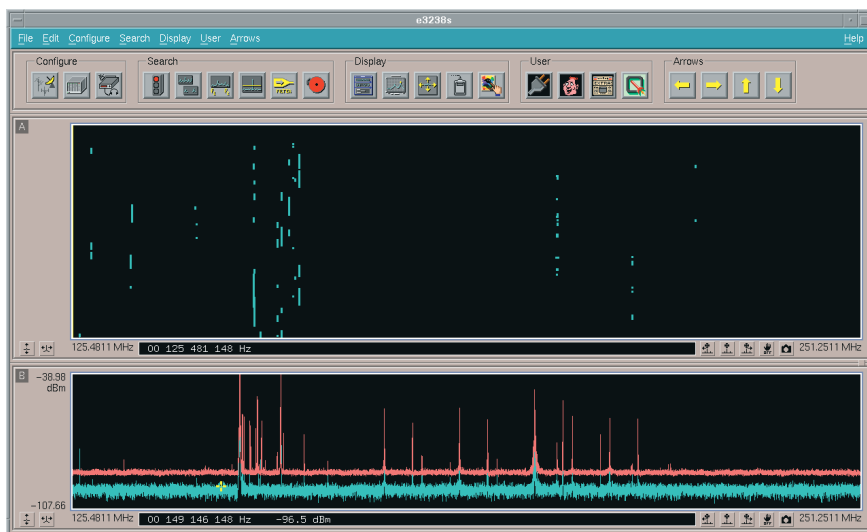 e3238s
File Edit Configure Search Display User Arrows Help
Configure Search Display User Arrows
FETCH
A
125.4811 MHz 00 125 481 148 Hz 251.2511 MHz
B
-38.98
dBm
-107.66
125.4811 MHz 00 149 146 148 Hz -96.5 dBm 251.2511 MHz